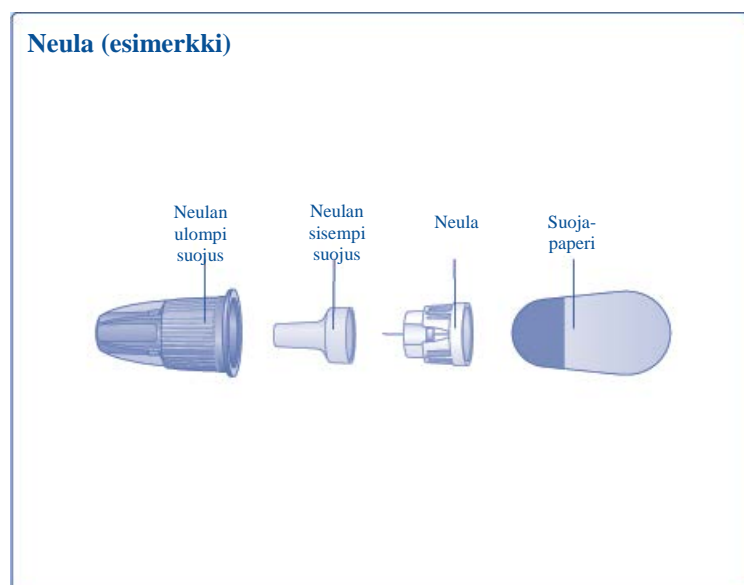 Neula (esimerkki)
Neulan
ulompi
suojus
Neulan
sisempi
suojus
Neula
Suoja-
paperi